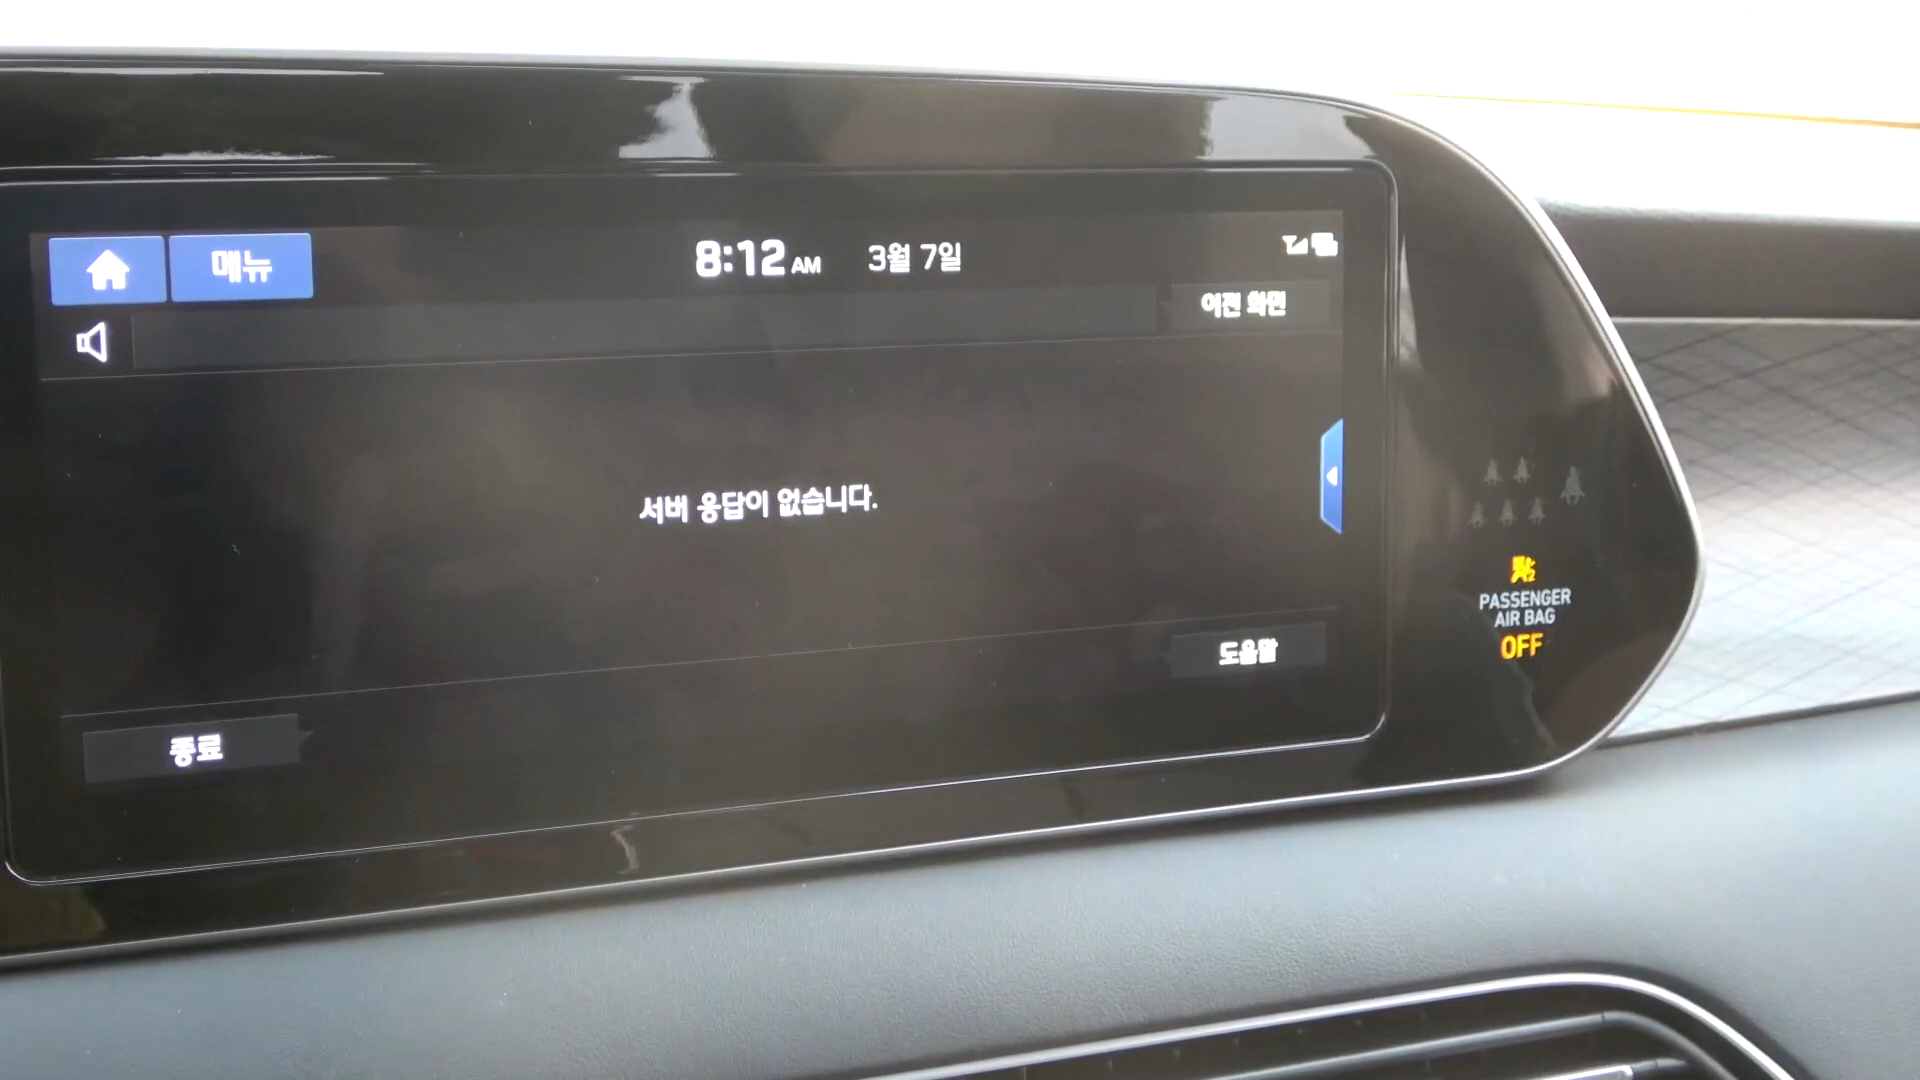 메뉴
8:12 AM 3월 7일
이전 화면
서버 응답이 없습니다.
도움말
종료
PASSENGER
AIR BAG
OFF